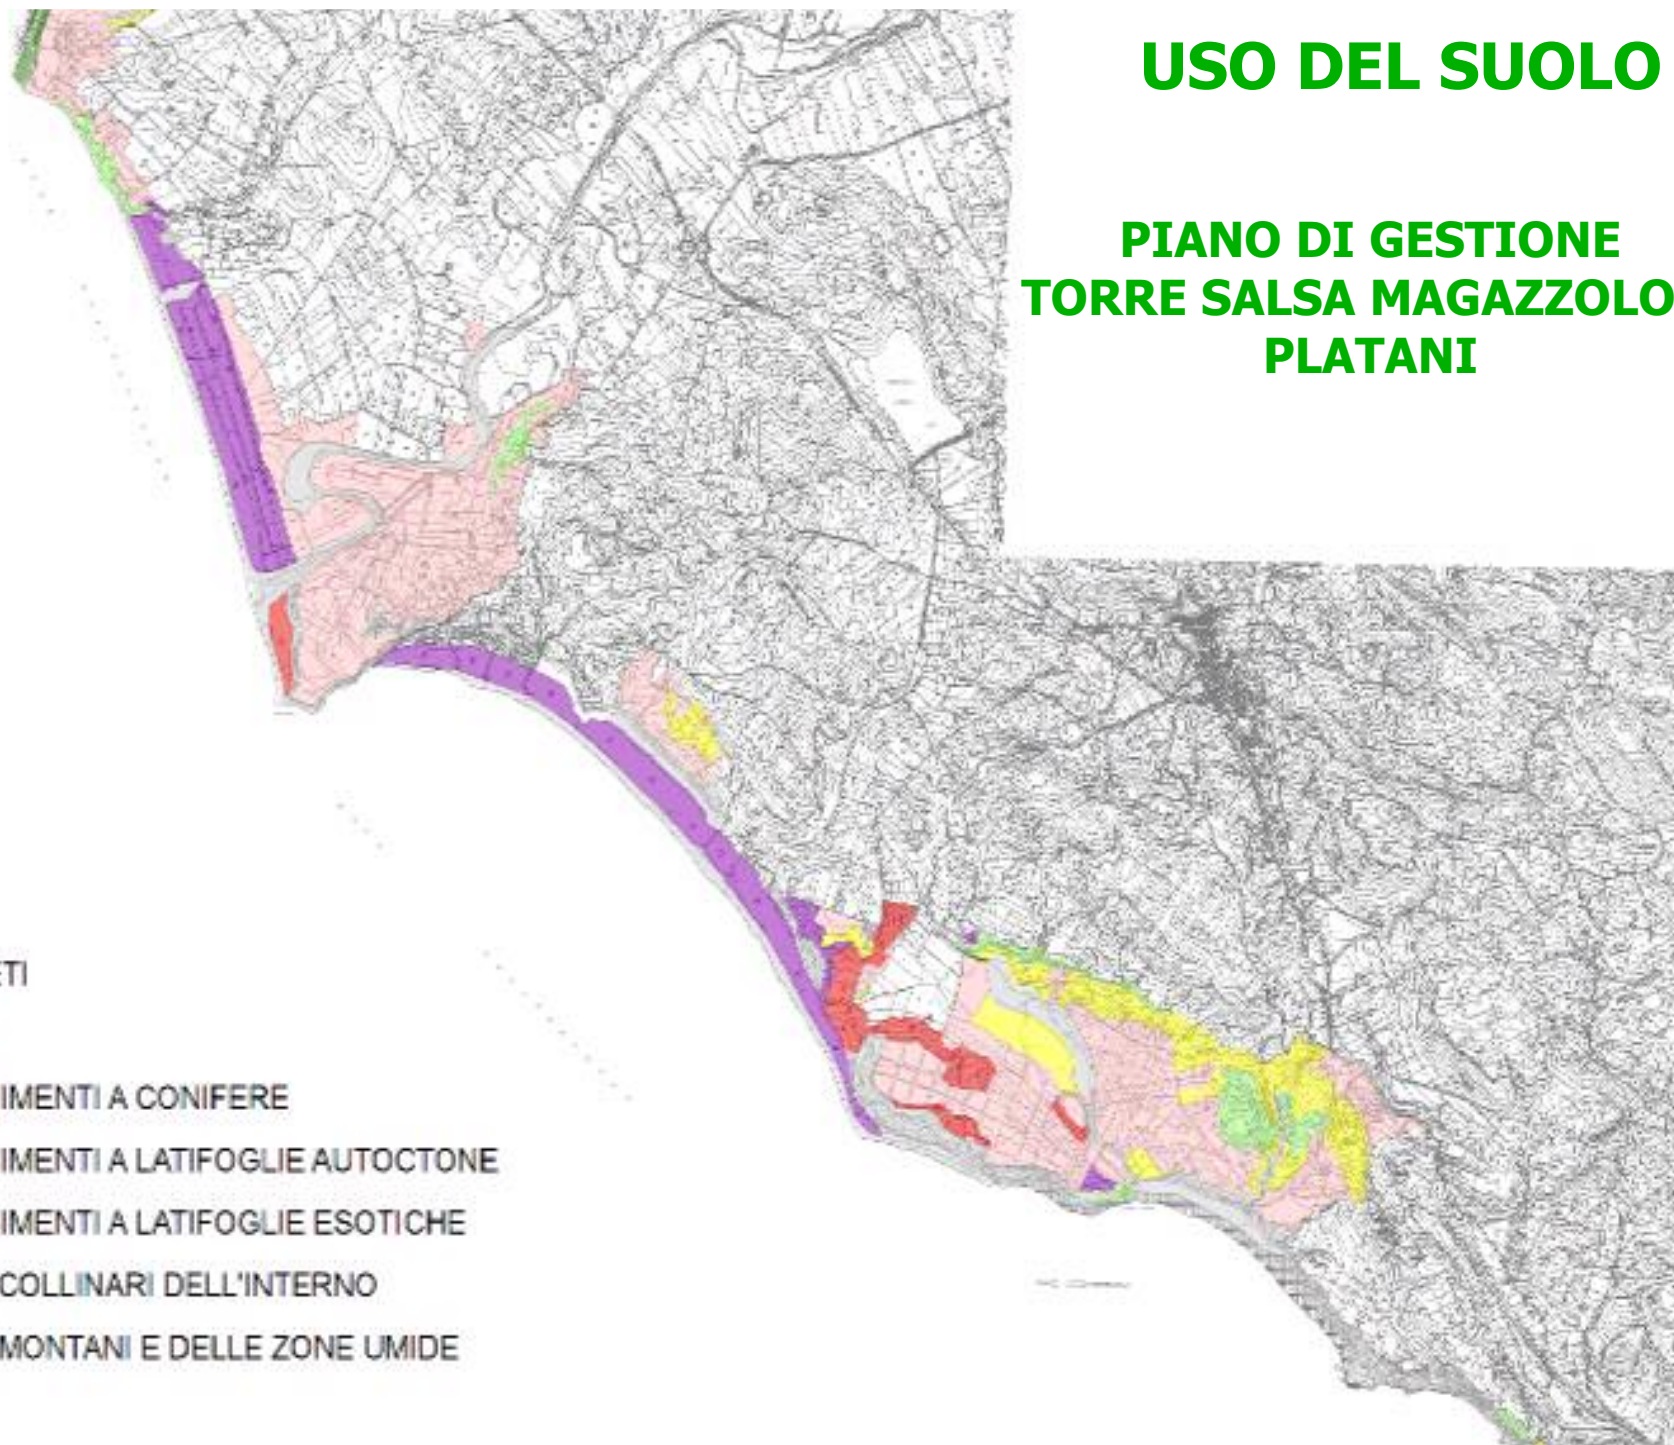 USO DEL SUOLO
PIANO DI GESTIONE
TORRE SALSA MAGAZZOLO
PLATANI
ETI
IMENTI A CONIFERE
IMENTI A LATIFOGLIE AUTOCTONE
IMENTI A LATIFOGLIE ESOTICHE
COLLINARI DELL'INTERNO
MONTANI E DELLE ZONE UMIDE